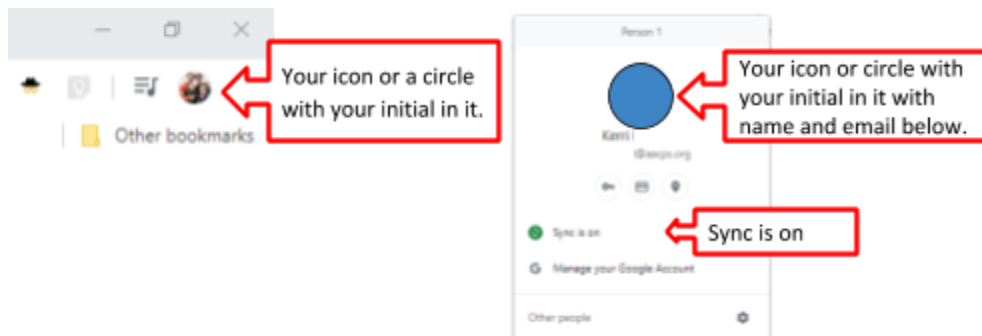 Your icon or a circle
with your initial in it.
Other bookmarks
Person 1
Your icon or circle with
your initial in it with
name and email below.
Kerri
Sync is on
Sync is on
G Manage your Google Account
Other people